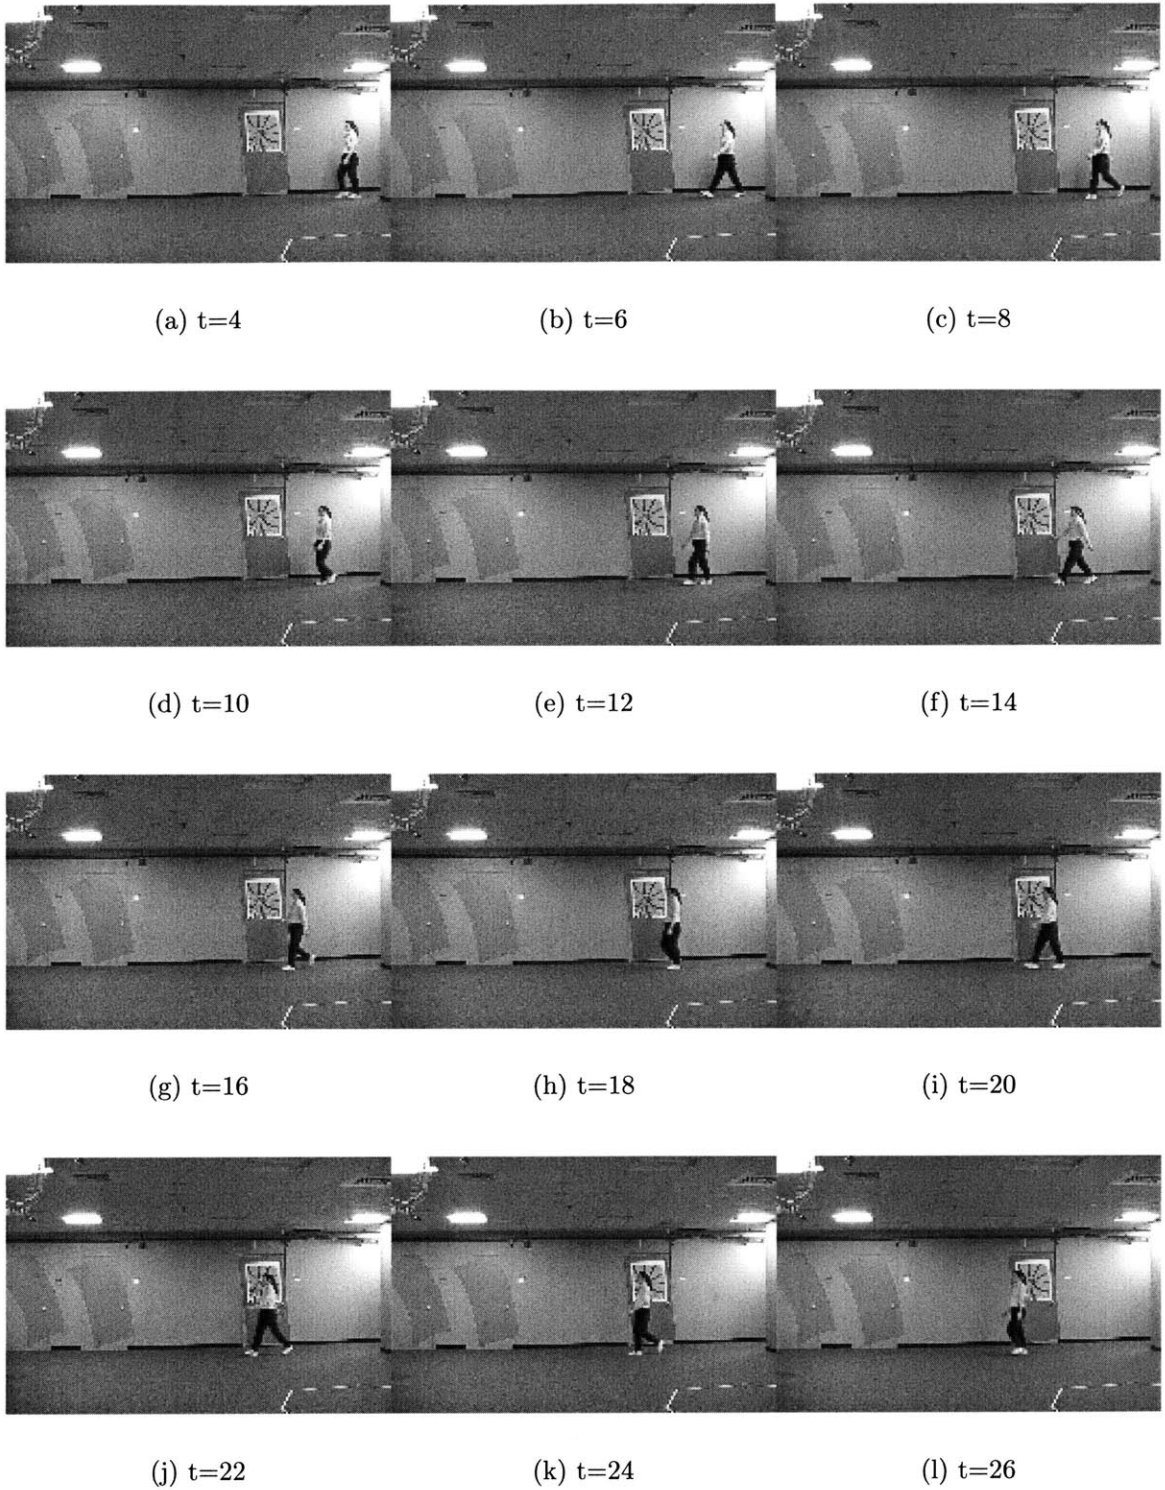 (a) t=4
(b) t=6
(c) t=8
(d) t=10
(e) t=12
(f) t=14
(g) t=16
(h) t=18
(i) t=20
(j) t=22
(k) t=24
(l) t=26